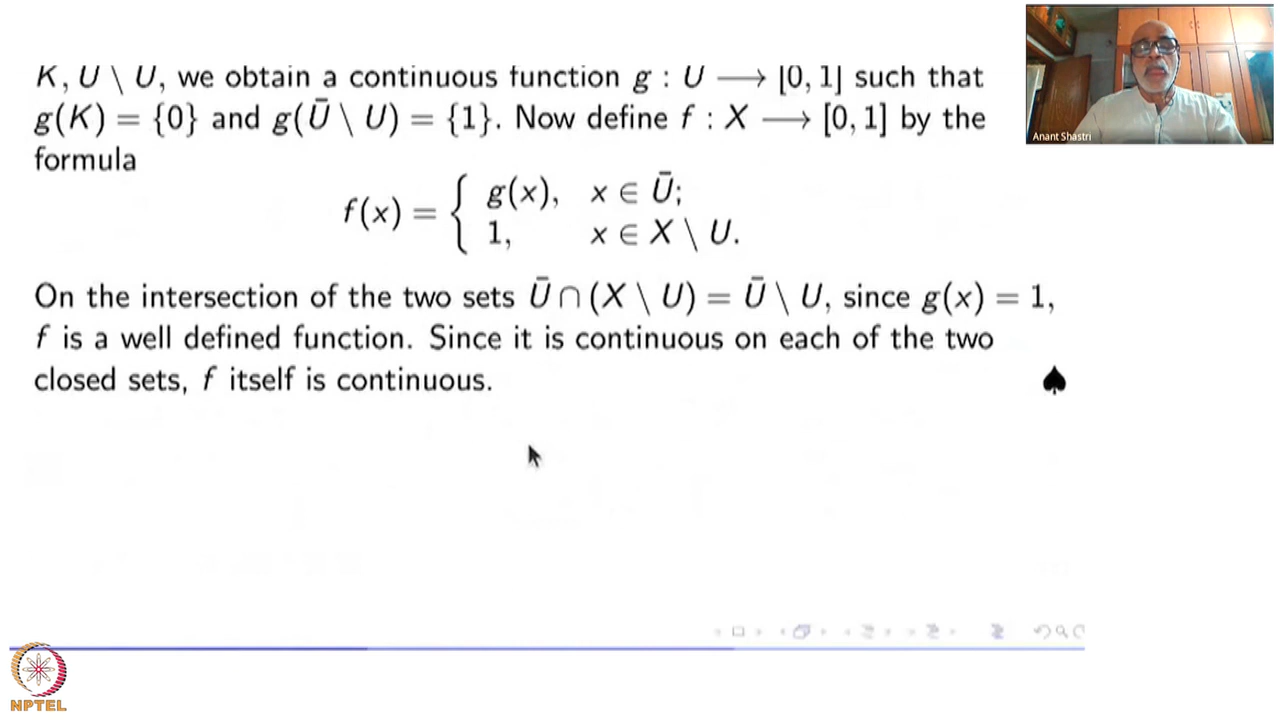 K, U \ U, we obtain a continuous function g : U ⟶ [0, 1] such that
g(K) = {0} and g(Ū \ U) = {1}. Now define f : X ⟶ [0, 1] by the
formula
f(x) = { g(x), x ∈ Ū;
1, x ∈ X \ U.
On the intersection of the two sets Ū ∩ (X \ U) = Ū \ U, since g(x) = 1,
f is a well defined function. Since it is continuous on each of the two
closed sets, f itself is continuous. ♠
Anant Shastri
NPTEL